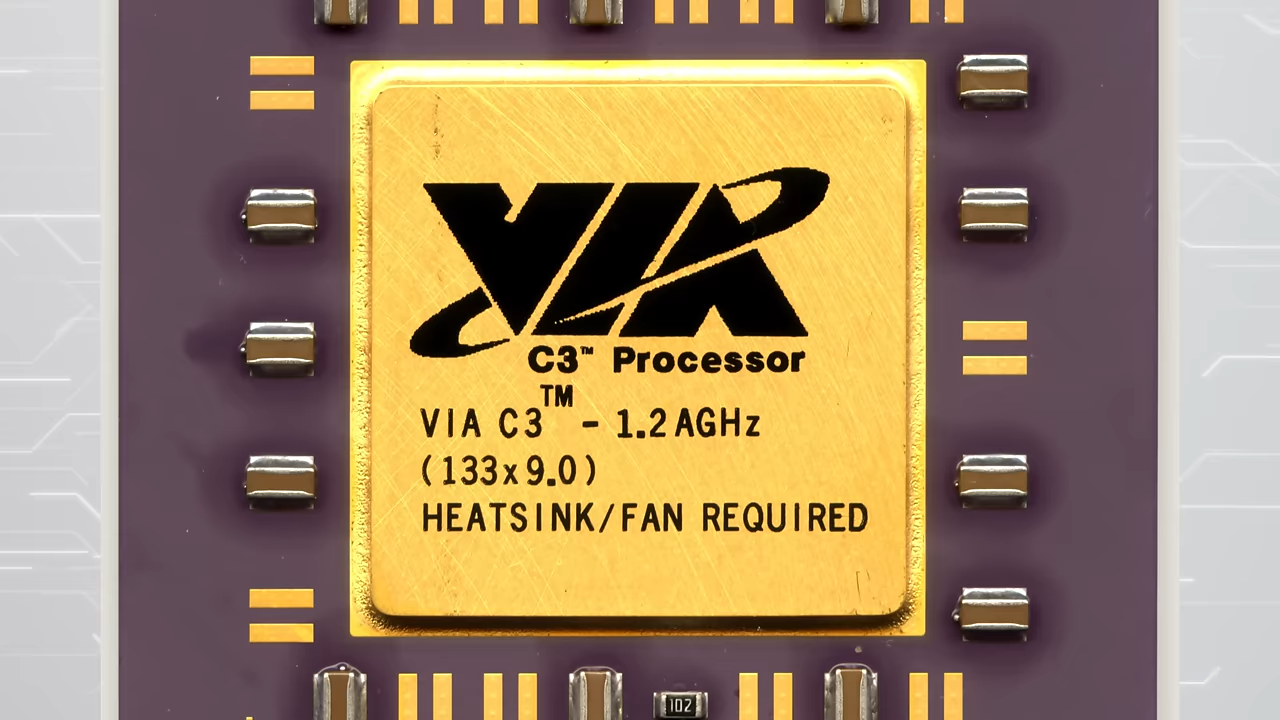 VIA
C3™ Processor
VIA C3™ - 1.2AGHz
(133x9.0)
HEATSINK/FAN REQUIRED
102